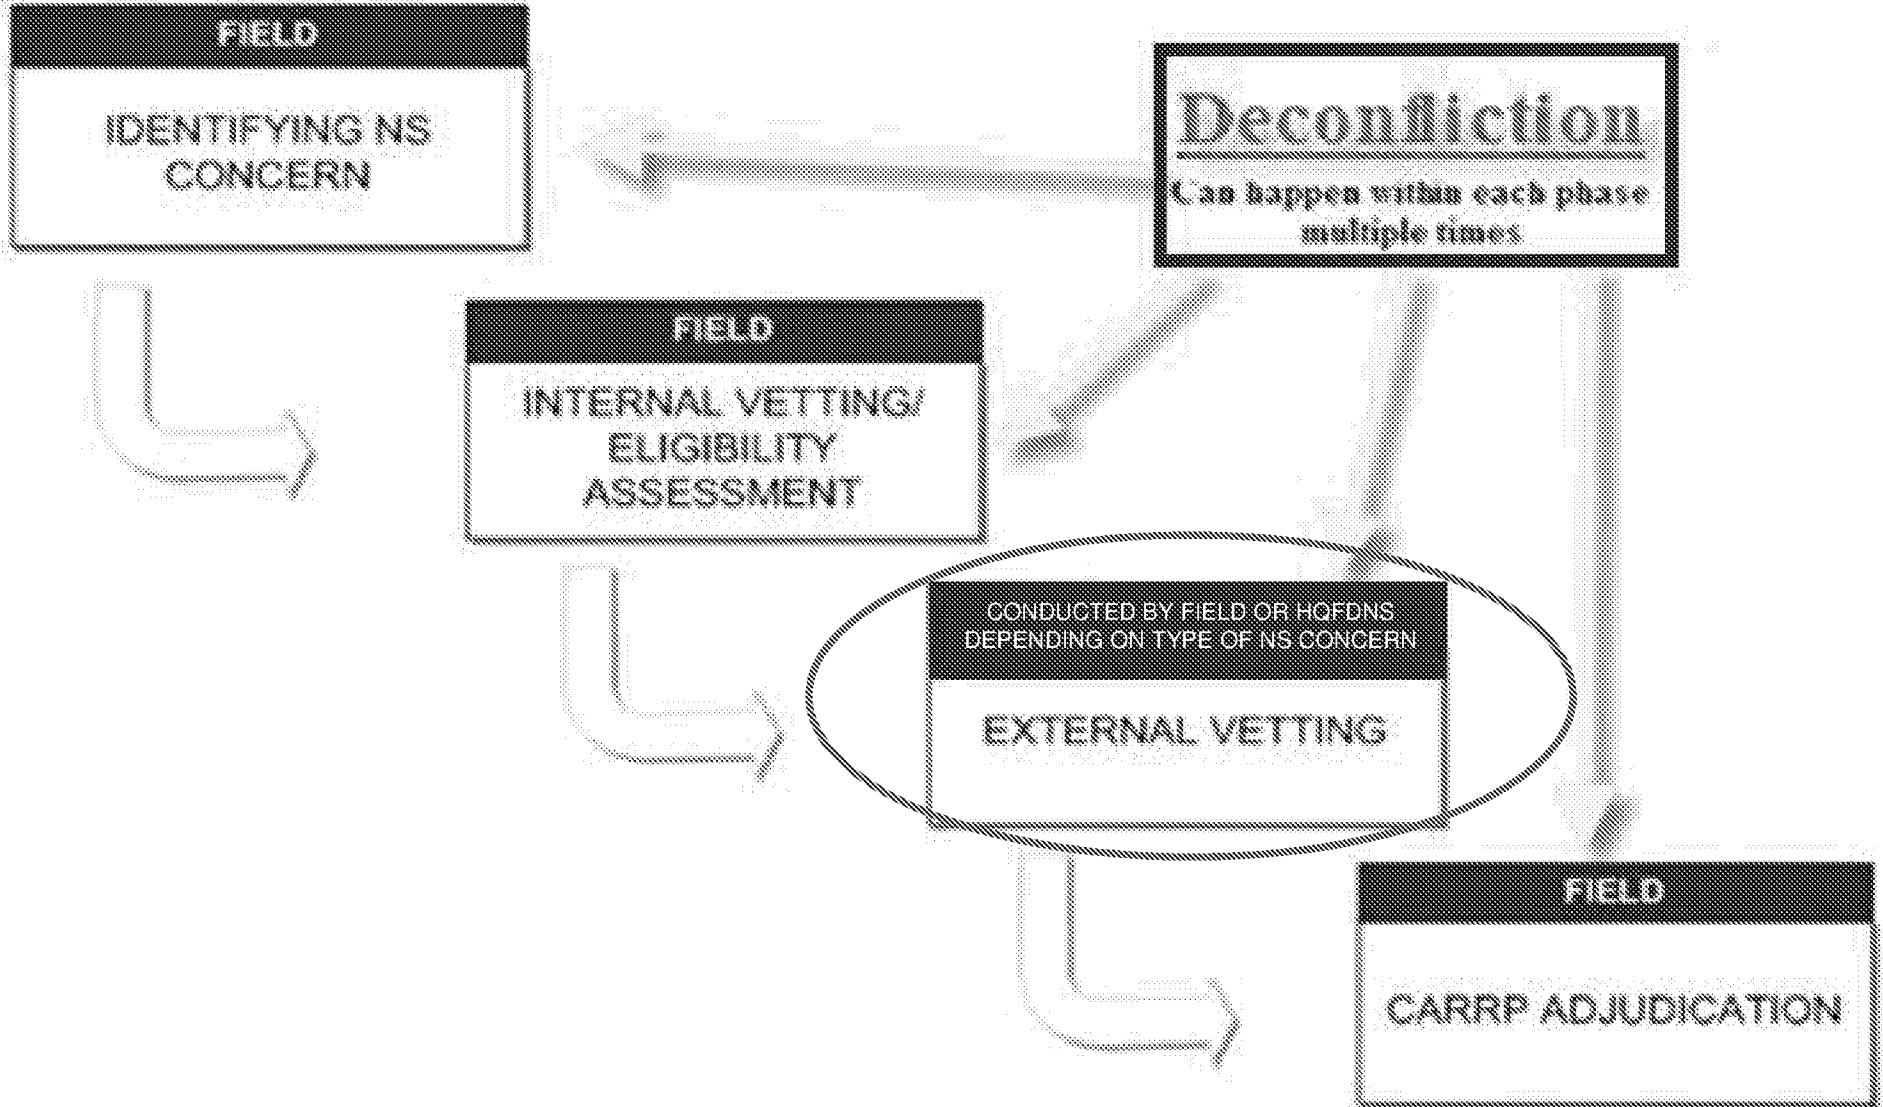 FIELD
IDENTIFYING NS
CONCERN
Deconfliction
Can happen within each phase
multiple times
FIELD
INTERNAL VETTING/
ELIGIBILITY
ASSESSMENT
CONDUCTED BY FIELD OR HQFDNS
DEPENDING ON TYPE OF NS CONCERN
EXTERNAL VETTING
FIELD
CARRP ADJUDICATION